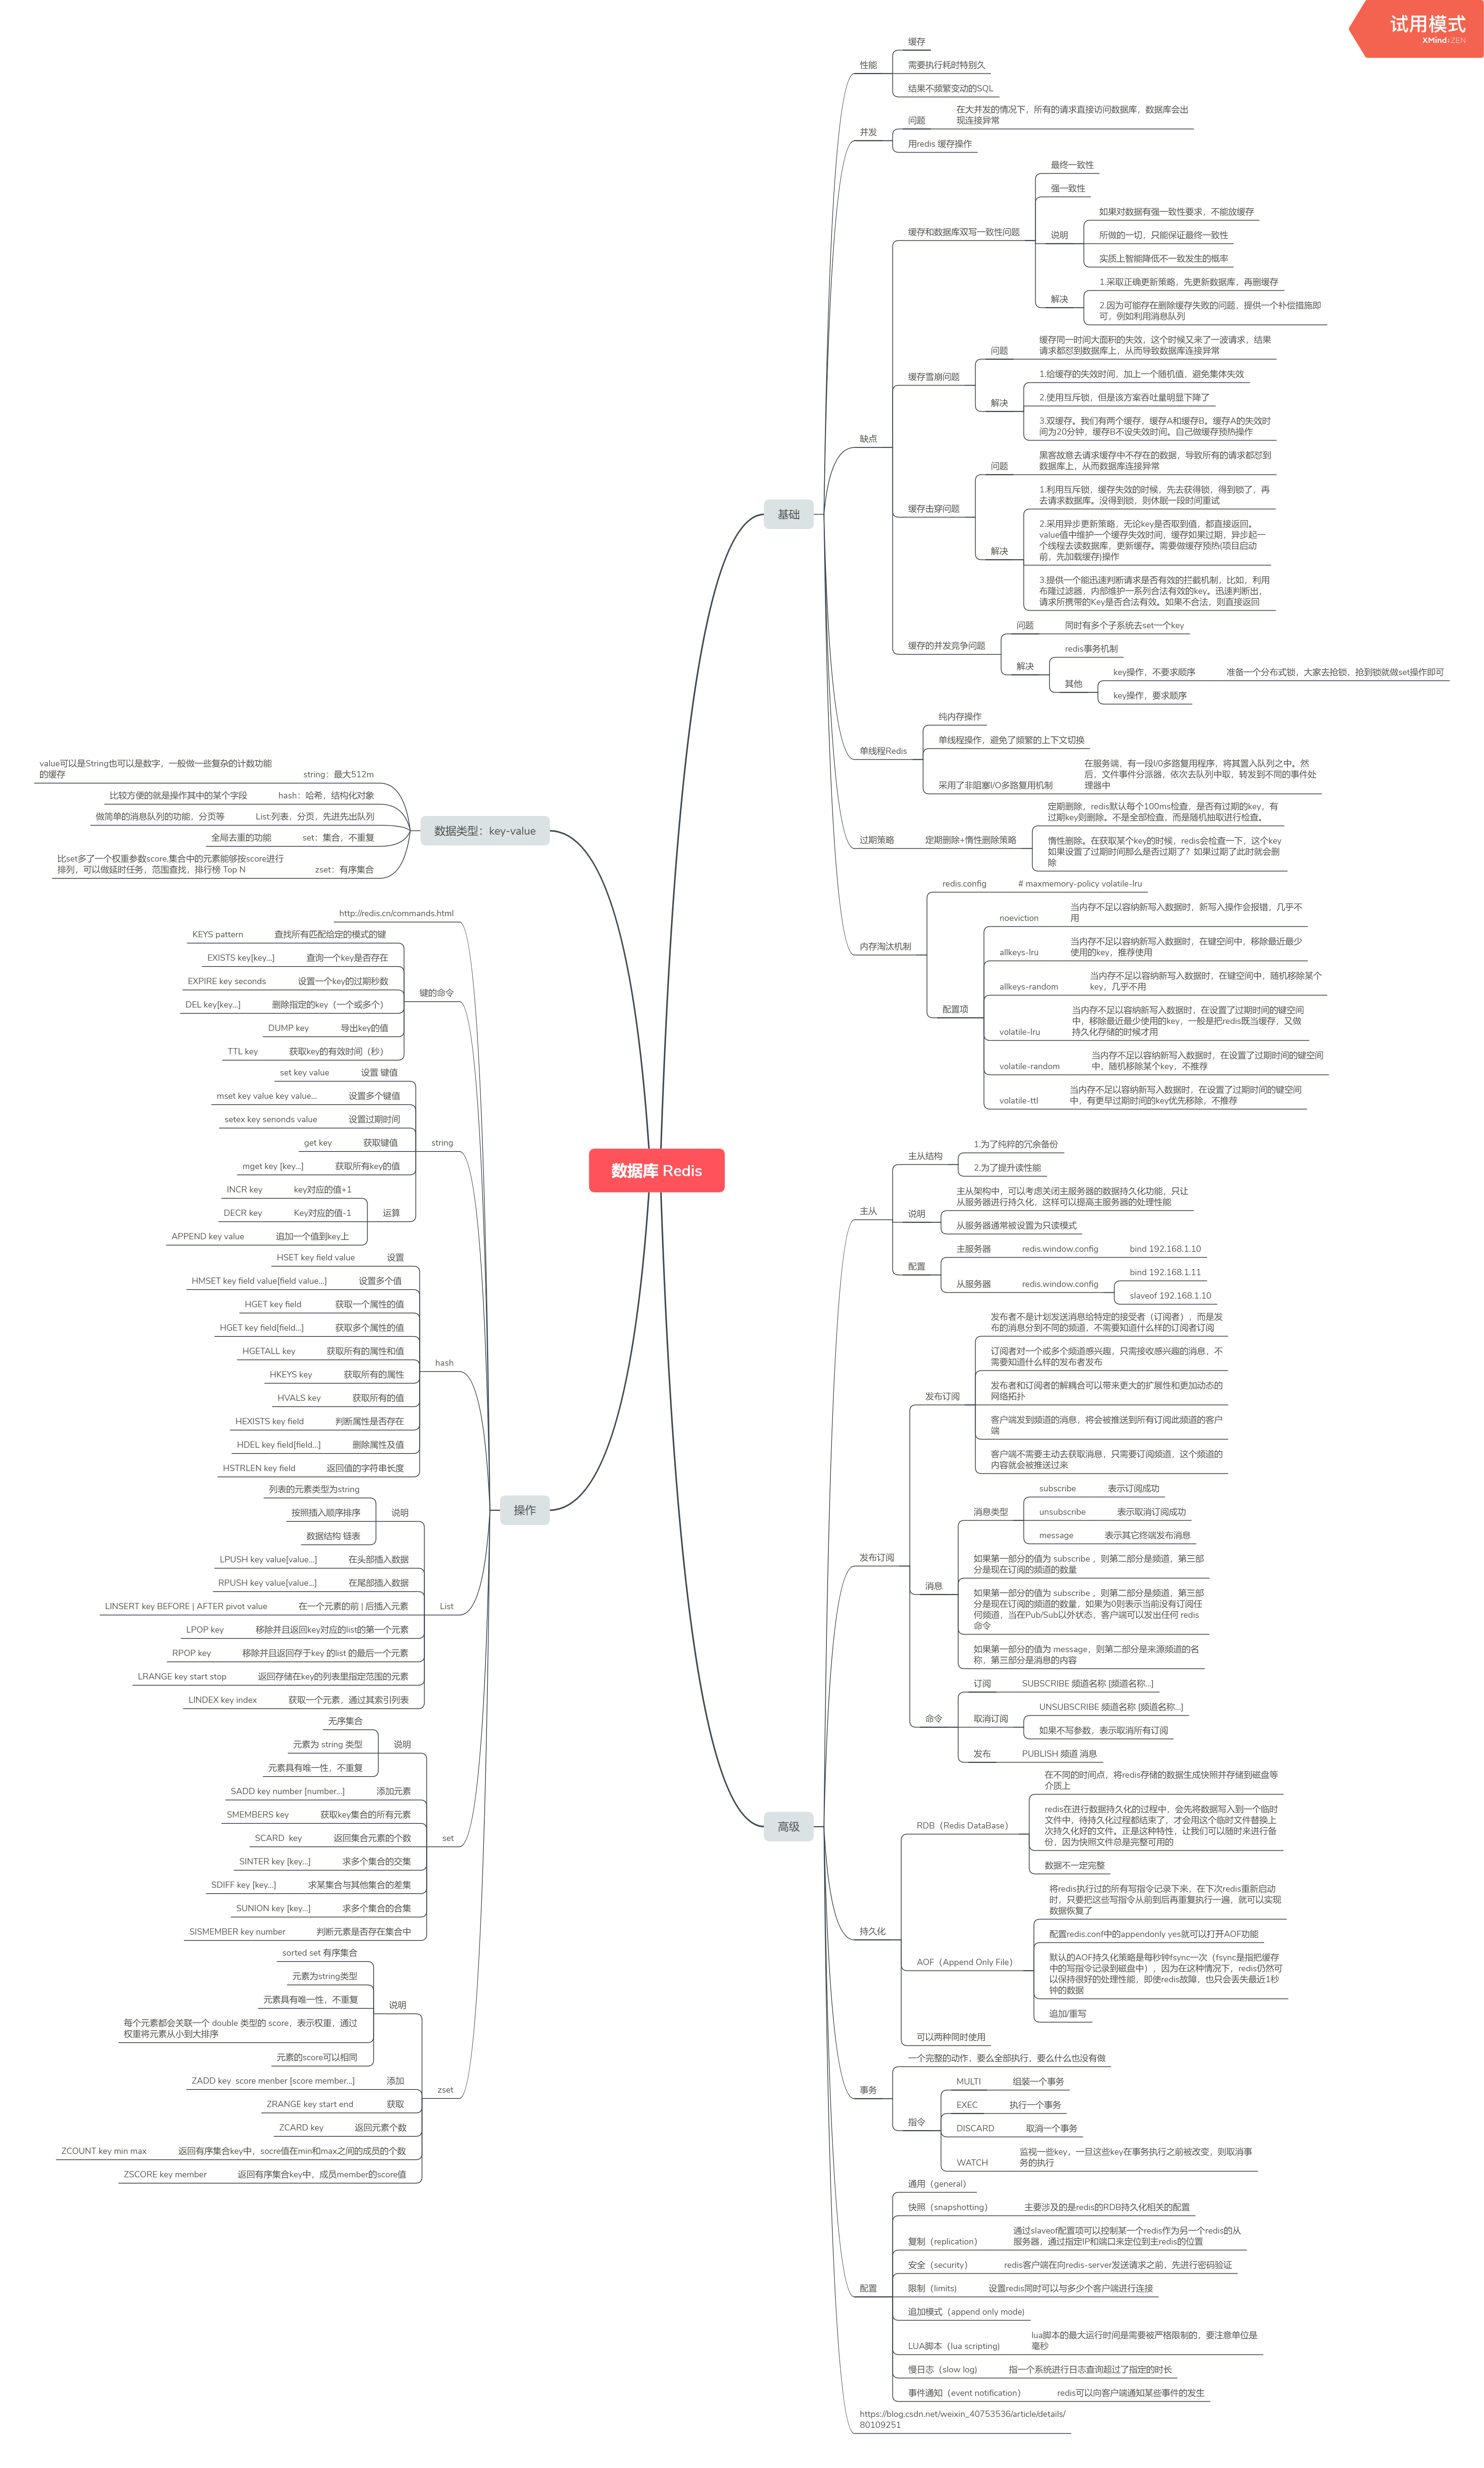 试用模式
XMind:ZEN
数据库 Redis
基础
性能
缓存
需要执行耗时特别久
结果不频繁变动的SQL
并发
问题
在大并发的情况下，所有的请求直接访问数据库，数据库会出
现连接异常
用redis 缓存操作
缺点
缓存和数据库双写一致性问题
最终一致性
强一致性
说明
如果对数据有强一致性要求，不能放缓存
所做的一切，只能保证最终一致性
实质上智能降低不一致发生的概率
解决
1.采取正确更新策略，先更新数据库，再删缓存
2.因为可能存在删除缓存失败的问题，提供一个补偿措施即
可，例如利用消息队列
缓存雪崩问题
问题
缓存同一时间大面积的失效，这个时候又来了一波请求，结果
请求都怼到数据库上，从而导致数据库连接异常
解决
1.给缓存的失效时间，加上一个随机值，避免集体失效
2.使用互斥锁，但是该方案吞吐量明显下降了
3.双缓存。我们有两个缓存，缓存A和缓存B。缓存A的失效时
间为20分钟，缓存B不设失效时间。自己做缓存预热操作
缓存击穿问题
问题
黑客故意去请求缓存中不存在的数据，导致所有的请求都怼到
数据库上，从而数据库连接异常
解决
1.利用互斥锁，缓存失效的时候，先去获得锁，得到锁了，再
去请求数据库。没得到锁，则休眠一段时间重试
2.采用异步更新策略，无论key是否取到值，都直接返回。
value值中维护一个缓存失效时间，缓存如果过期，异步起一
个线程去读数据库，更新缓存。需要做缓存预热(项目启动
前，先加载缓存)操作
3.提供一个能迅速判断请求是否有效的拦截机制，比如，利用
布隆过滤器，内部维护一系列合法有效的key。迅速判断出，
请求所携带的Key是否合法有效。如果不合法，则直接返回
缓存的并发竞争问题
问题
同时有多个子系统去set一个key
解决
redis事务机制
其他
key操作，不要求顺序
准备一个分布式锁，大家去抢锁，抢到锁就做set操作即可
key操作，要求顺序
单线程Redis
纯内存操作
单线程操作，避免了频繁的上下文切换
采用了非阻塞I/O多路复用机制
在服务端，有一段I/O多路复用程序，将其置入队列之中。然
后，文件事件分派器，依次去队列中取，转发到不同的事件处
理器中
过期策略
定期删除+惰性删除策略
定期删除，redis默认每个100ms检查，是否有过期的key，有
过期key则删除。不是全部检查，而是随机抽取进行检查。
惰性删除。在获取某个key的时候，redis会检查一下，这个key
如果设置了过期时间那么是否过期了？如果过期了此时就会删
除
内存淘汰机制
redis.config
# maxmemory-policy volatile-lru
配置项
noeviction
当内存不足以容纳新写入数据时，新写入操作会报错，几乎不
用
allkeys-lru
当内存不足以容纳新写入数据时，在键空间中，移除最近最少
使用的key，推荐使用
allkeys-random
当内存不足以容纳新写入数据时，在键空间中，随机移除某个
key，几乎不用
volatile-lru
当内存不足以容纳新写入数据时，在设置了过期时间的键空间
中，移除最近最少使用的key，一般是把redis既当缓存，又做
持久化存储的时候才用
volatile-random
当内存不足以容纳新写入数据时，在设置了过期时间的键空间
中，随机移除某个key，不推荐
volatile-ttl
当内存不足以容纳新写入数据时，在设置了过期时间的键空间
中，有更早过期时间的key优先移除，不推荐
高级
主从
主从结构
1.为了纯粹的冗余备份
2.为了提升读性能
说明
主从架构中，可以考虑关闭主服务器的数据持久化功能，只让
从服务器进行持久化，这样可以提高主服务器的处理性能
从服务器通常被设置为只读模式
配置
主服务器
redis.window.config
bind 192.168.1.10
从服务器
redis.window.config
bind 192.168.1.11
slaveof 192.168.1.10
发布订阅
发布订阅
发布者不是计划发送消息给特定的接受者（订阅者），而是发
布的消息分到不同的频道，不需要知道什么样的订阅者订阅
订阅者对一个或多个频道感兴趣，只需接收感兴趣的消息，不
需要知道什么样的发布者发布
发布者和订阅者的解耦合可以带来更大的扩展性和更加动态的
网络拓扑
客户端发到频道的消息，将会被推送到所有订阅此频道的客户
端
客户端不需要主动去获取消息，只需要订阅频道，这个频道的
内容就会被推送过来
消息
消息类型
subscribe
表示订阅成功
unsubscribe
表示取消订阅成功
message
表示其它终端发布消息
如果第一部分的值为 subscribe ，则第二部分是频道，第三部
分是现在订阅的频道的数量
如果第一部分的值为 subscribe ，则第二部分是频道，第三部
分是现在订阅的频道的数量，如果为0则表示当前没有订阅任
何频道，当在Pub/Sub以外状态，客户端可以发出任何 redis
命令
如果第一部分的值为 message，则第二部分是来源频道的名
称，第三部分是消息的内容
命令
订阅
SUBSCRIBE 频道名称 [频道名称...]
取消订阅
UNSUBSCRIBE 频道名称 [频道名称...]
如果不写参数，表示取消所有订阅
发布
PUBLISH 频道 消息
持久化
RDB（Redis DataBase）
在不同的时间点，将redis存储的数据生成快照并存储到磁盘等
介质上
redis在进行数据持久化的过程中，会先将数据写入到一个临时
文件中，待持久化过程都结束了，才会用这个临时文件替换上
次持久化好的文件。正是这种特性，让我们可以随时来进行备
份，因为快照文件总是完整可用的
数据不一定完整
AOF（Append Only File）
将redis执行过的所有写指令记录下来，在下次redis重新启动
时，只要把这些写指令从前到后再重复执行一遍，就可以实现
数据恢复了
配置redis.conf中的appendonly yes就可以打开AOF功能
默认的AOF持久化策略是每秒钟fsync一次（fsync是指把缓存
中的写指令记录到磁盘中），因为在这种情况下，redis仍然可
以保持很好的处理性能，即使redis故障，也只会丢失最近1秒
钟的数据
追加/重写
可以两种同时使用
事务
一个完整的动作，要么全部执行，要么什么也没有做
指令
MULTI
组装一个事务
EXEC
执行一个事务
DISCARD
取消一个事务
WATCH
监视一些key，一旦这些key在事务执行之前被改变，则取消事
务的执行
配置
通用（general）
快照（snapshotting）
主要涉及的是redis的RDB持久化相关的配置
复制（replication）
通过slaveof配置项可以控制某一个redis作为另一个redis的从
服务器，通过指定IP和端口来定位到主redis的位置
安全（security）
redis客户端在向redis-server发送请求之前，先进行密码验证
限制（limits)
设置redis同时可以与多少个客户端进行连接
追加模式（append only mode)
LUA脚本（lua scripting)
lua脚本的最大运行时间是需要被严格限制的，要注意单位是
毫秒
慢日志（slow log)
指一个系统进行日志查询超过了指定的时长
事件通知（event notification）
redis可以向客户端通知某些事件的发生
https://blog.csdn.net/weixin_40753536/article/details/
80109251
数据类型：key-value
string：最大512m
value可以是String也可以是数字，一般做一些复杂的计数功能
的缓存
hash：哈希，结构化对象
比较方便的就是操作其中的某个字段
List:列表，分页，先进先出队列
做简单的消息队列的功能，分页等
set：集合，不重复
全局去重的功能
zset：有序集合
比set多了一个权重参数score,集合中的元素能够按score进行
排列，可以做延时任务，范围查找，排行榜 Top N
操作
http://redis.cn/commands.html
键的命令
KEYS pattern
查找所有匹配给定的模式的键
EXISTS key[key...]
查询一个key是否存在
EXPIRE key seconds
设置一个key的过期秒数
DEL key[key...]
删除指定的key（一个或多个）
DUMP key
导出key的值
TTL key
获取key的有效时间（秒）
string
set key value
设置 键值
mset key value key value...
设置多个键值
setex key senonds value
设置过期时间
get key
获取键值
mget key [key...]
获取所有key的值
运算
INCR key
key对应的值+1
DECR key
Key对应的值-1
APPEND key value
追加一个值到key上
hash
HSET key field value
设置
HMSET key field value[field value...]
设置多个值
HGET key field
获取一个属性的值
HGET key field[field...]
获取多个属性的值
HGETALL key
获取所有的属性和值
HKEYS key
获取所有的属性
HVALS key
获取所有的值
HEXISTS key field
判断属性是否存在
HDEL key field[field...]
删除属性及值
HSTRLEN key field
返回值的字符串长度
List
说明
列表的元素类型为string
按照插入顺序排序
数据结构 链表
LPUSH key value[value...]
在头部插入数据
RPUSH key value[value...]
在尾部插入数据
LINSERT key BEFORE | AFTER pivot value
在一个元素的前 | 后插入元素
LPOP key
移除并且返回key对应的list的第一个元素
RPOP key
移除并且返回存于key 的list 的最后一个元素
LRANGE key start stop
返回存储在key的列表里指定范围的元素
LINDEX key index
获取一个元素，通过其索引列表
set
说明
无序集合
元素为 string 类型
元素具有唯一性，不重复
SADD key number [number...]
添加元素
SMEMBERS key
获取key集合的所有元素
SCARD  key
返回集合元素的个数
SINTER key [key...]
求多个集合的交集
SDIFF key [key...]
求某集合与其他集合的差集
SUNION key [key...]
求多个集合的合集
SISMEMBER key number
判断元素是否存在集合中
zset
说明
sorted set 有序集合
元素为string类型
元素具有唯一性，不重复
每个元素都会关联一个 double 类型的 score，表示权重，通过
权重将元素从小到大排序
元素的score可以相同
ZADD key  score menber [score member...]
添加
ZRANGE key start end
获取
ZCARD key
返回元素个数
ZCOUNT key min max
返回有序集合key中，socre值在min和max之间的成员的个数
ZSCORE key member
返回有序集合key中，成员member的score值